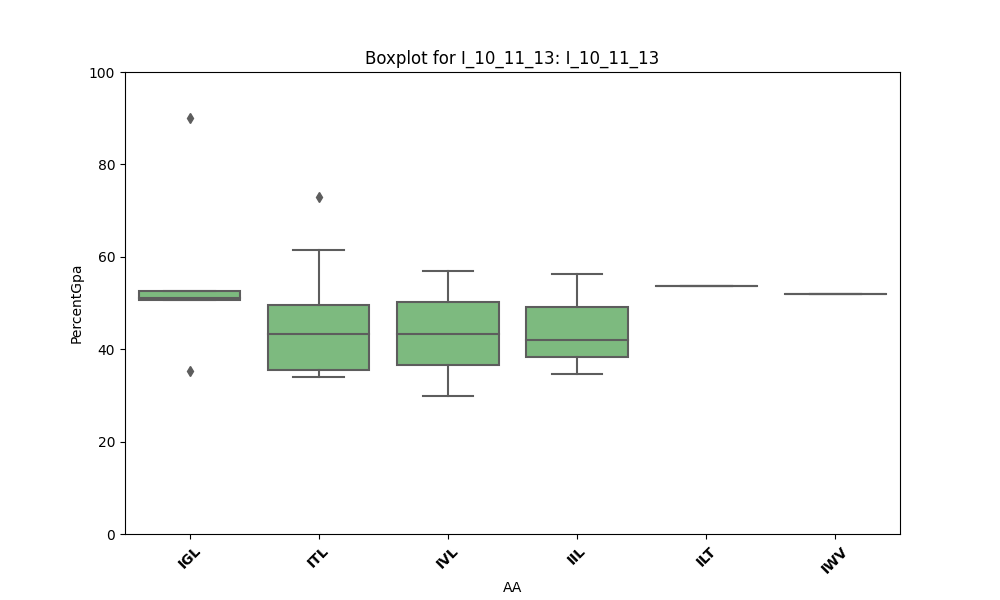 Boxplot for I_10_11_13: I_10_11_13
100
80
60
40
20
0
PercentGpa
IGL
ITL
IVL
IIL
ILT
IWV
AA